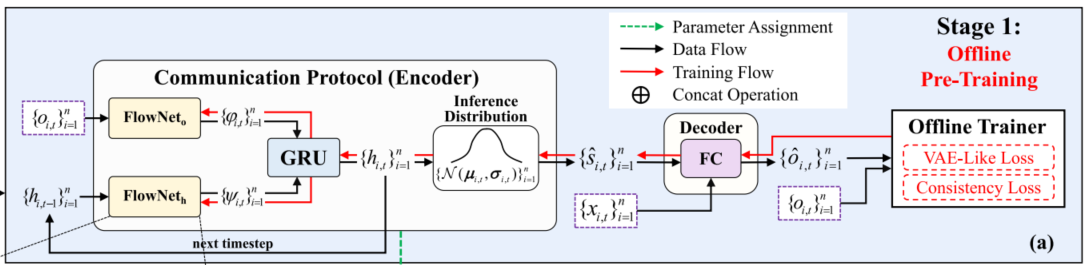 Parameter Assignment
Data Flow
Training Flow
⊕ Concat Operation
Stage 1:
Offline
Pre-Training
Communication Protocol (Encoder)
{o_{i,t}}_{i=1}^n
FlowNet_o
{φ_{i,t}}_{i=1}^n
GRU
{h_{i,t}}_{i=1}^n
Inference
Distribution
{N(μ_{i,t}, σ_{i,t})}_{i=1}^n
{ŝ_{i,t}}_{i=1}^n
Decoder
FC
{ô_{i,t}}_{i=1}^n
Offline Trainer
VAE-Like Loss
Consistency Loss
{h_{i,t-1}}_{i=1}^n
FlowNet_h
{ψ_{i,t}}_{i=1}^n
{x_{i,t}}_{i=1}^n
{o_{i,t}}_{i=1}^n
next timestep
(a)